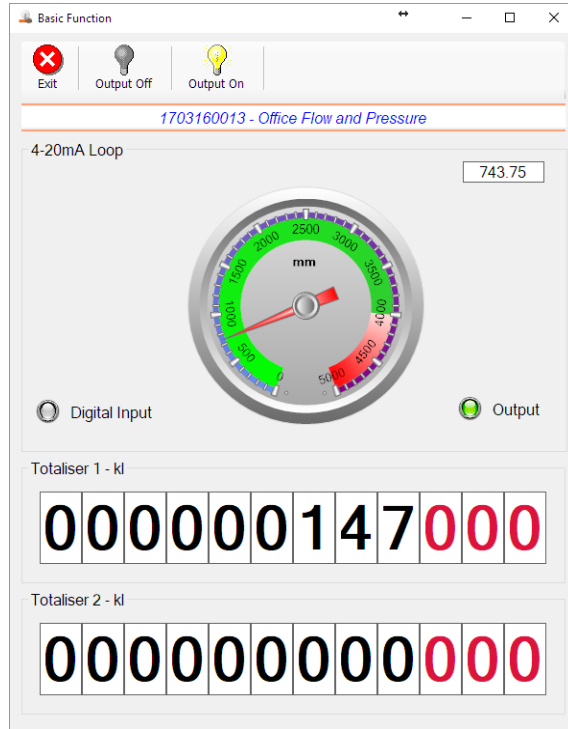 Basic Function
Exit Output Off Output On
1703160013 - Office Flow and Pressure
4-20mA Loop
743.75
mm
0 500 1000 1500 2000 2500 3000 3500 4000 4500 5000
Digital Input
Output
Totaliser 1 - kl
000000147000
Totaliser 2 - kl
000000000000